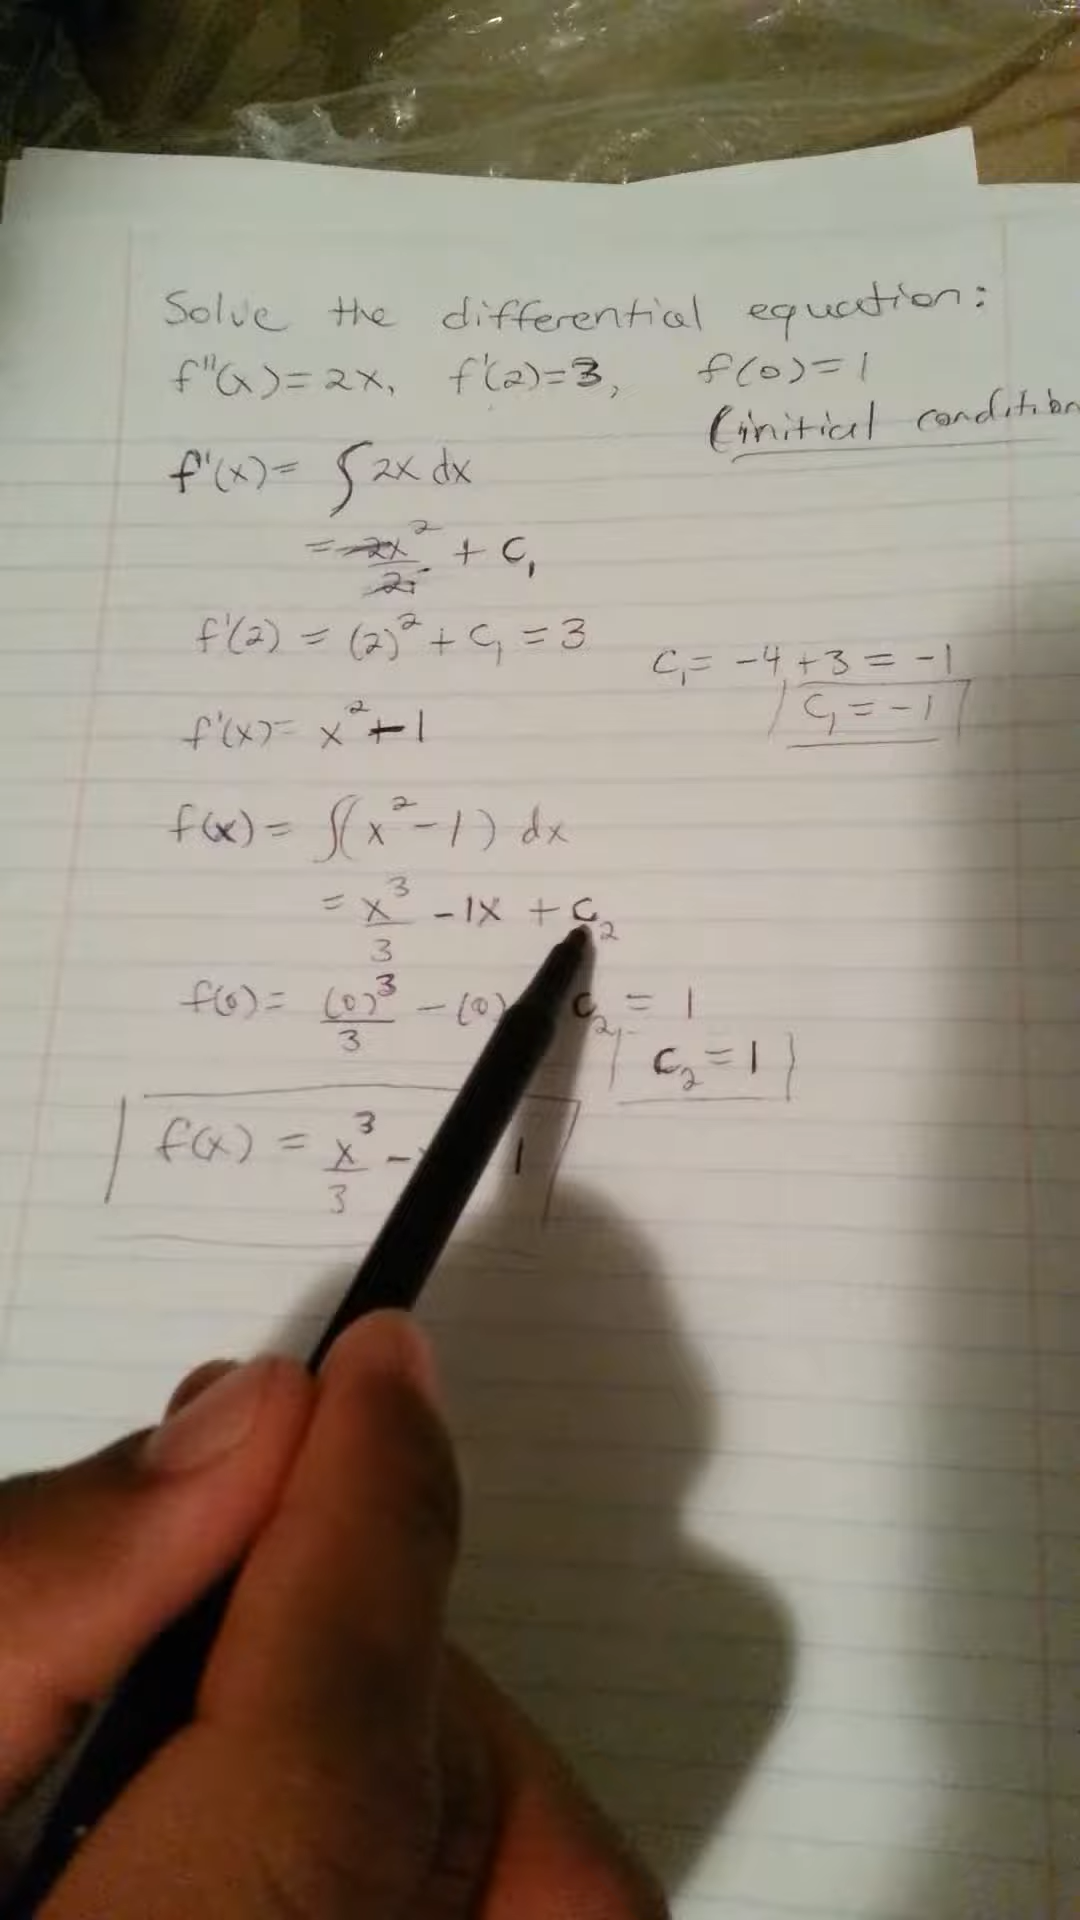 Solve the differential equation:
f''(x)=2x, f'(2)=3, f(0)=1
(initial condition
f'(x)= ∫2x dx
= 2x²/2 + C₁
f'(2) = (2)² + C₁ = 3
C₁= -4+3 = -1
C₁ = -1
f'(x)= x² -1
f(x)= ∫(x²-1) dx
= x³/3 -1x + C₂
f(0)= (0)³/3 -(0) C₂ = 1
C₂ = 1
f(x) = x³/3 - 1